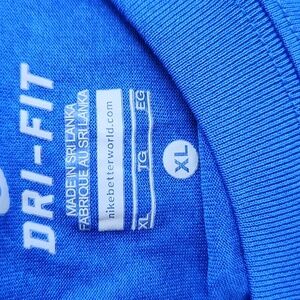 DRI-FIT
MADE IN SRI LANKA
FABRIQUE AU SRI LANKA
nikebetterworld.com
XL TG EG
XL